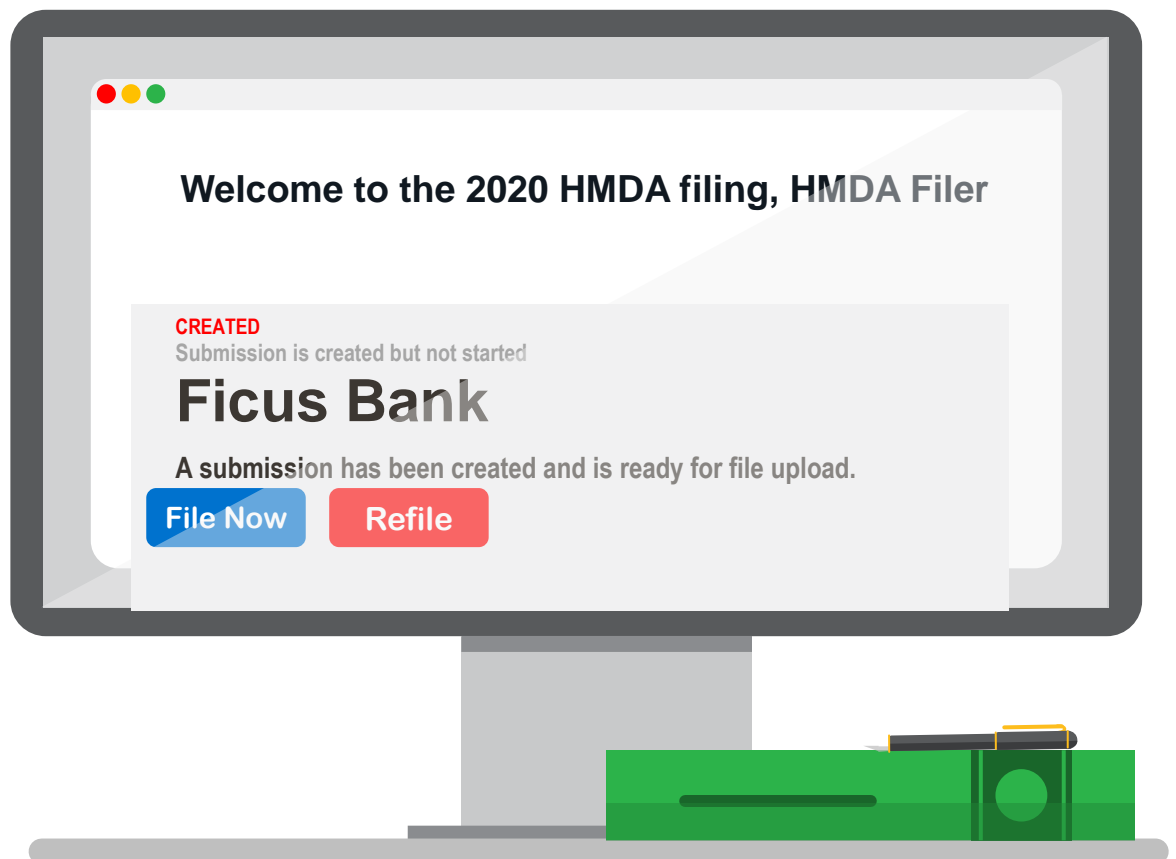 Welcome to the 2020 HMDA filing, HMDA Filer
CREATED
Submission is created but not started
Ficus Bank
A submission has been created and is ready for file upload.
File Now
Refile